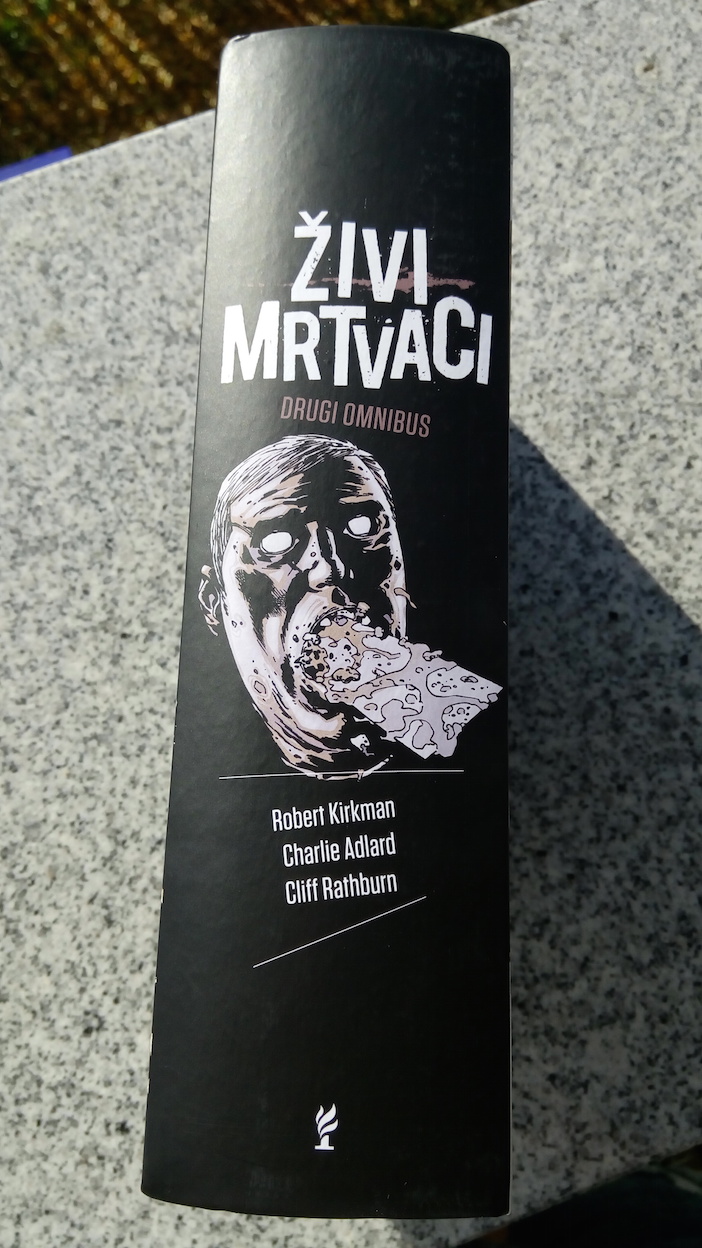 ŽIVI
MRTVACI
DRUGI OMNIBUS
Robert Kirkman
Charlie Adlard
Cliff Rathburn